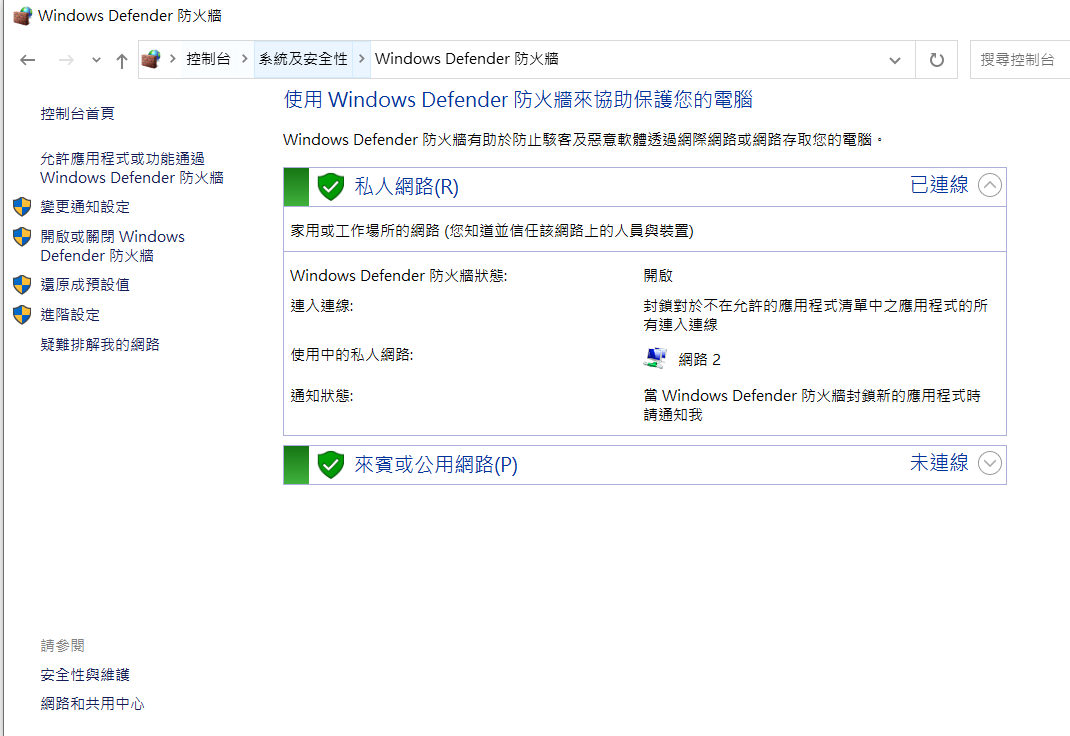 Windows Defender 防火牆
控制台
系統及安全性
Windows Defender 防火牆
搜尋控制台
控制台首頁
允許應用程式或功能通過
Windows Defender 防火牆
變更通知設定
開啟或關閉 Windows
Defender 防火牆
還原成預設值
進階設定
疑難排解我的網路
使用 Windows Defender 防火牆來協助保護您的電腦
Windows Defender 防火牆有助於防止駭客及惡意軟體透過網際網路或網路存取您的電腦。
私人網路(R)
已連線
家用或工作場所的網路 (您知道並信任該網路上的人員與裝置)
Windows Defender 防火牆狀態:
開啟
連入連線:
封鎖對於不在允許的應用程式清單中之應用程式的所
有連入連線
使用中的私人網路:
網路 2
通知狀態:
當 Windows Defender 防火牆封鎖新的應用程式時
請通知我
來賓或公用網路(P)
未連線
請參閱
安全性與維護
網路和共用中心